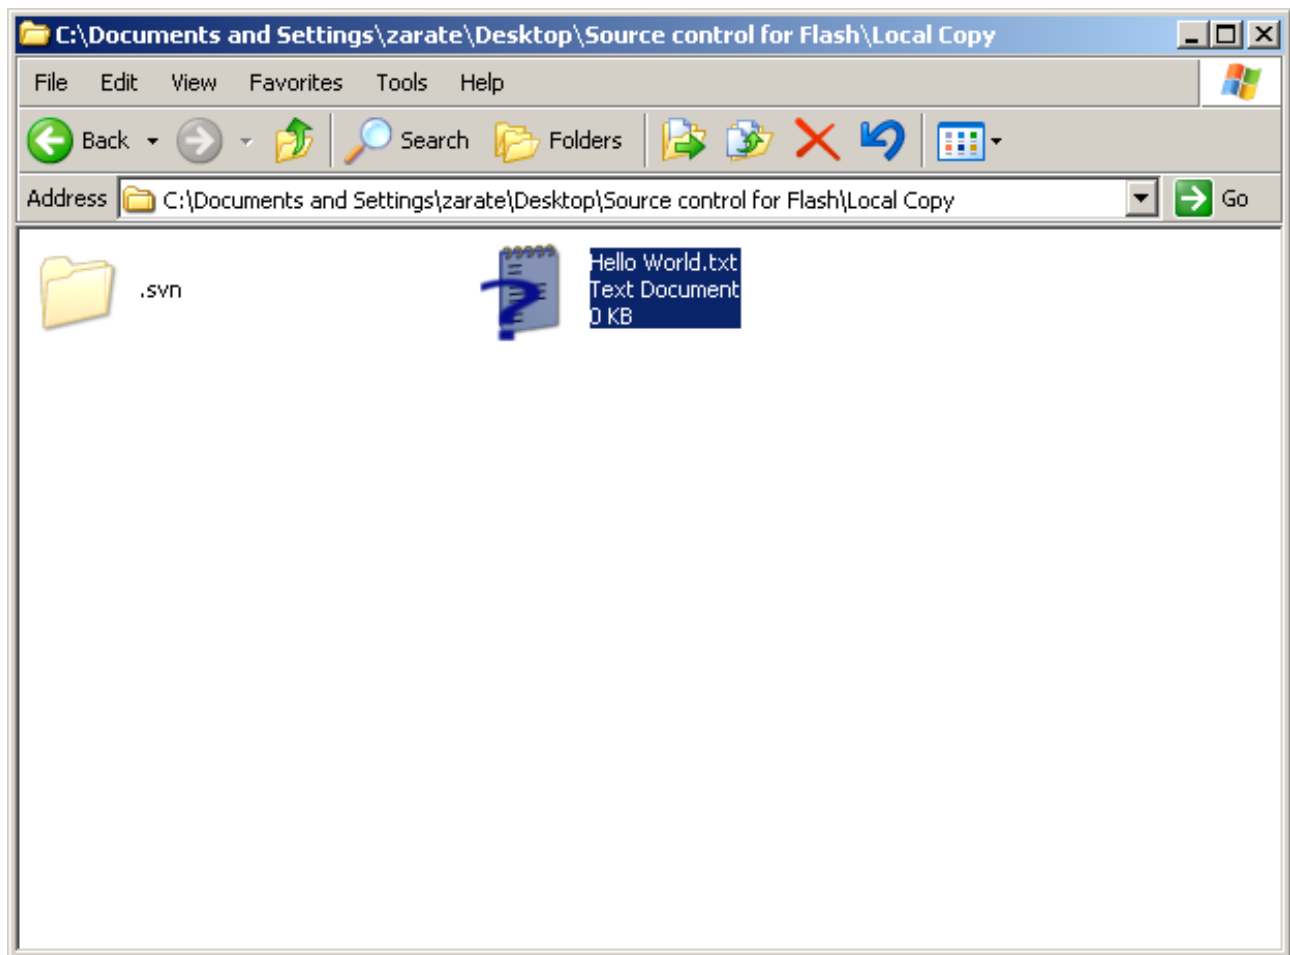 C:\Documents and Settings\zarate\Desktop\Source control for Flash\Local Copy
File Edit View Favorites Tools Help
Back Search Folders
Address C:\Documents and Settings\zarate\Desktop\Source control for Flash\Local Copy Go
.svn
Hello World.txt
Text Document
0 KB